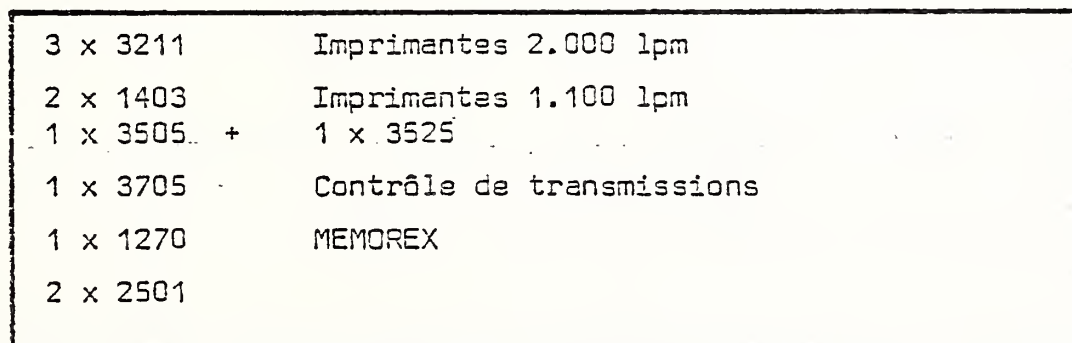 3 x 3211 Imprimantes 2.000 lpm
2 x 1403 Imprimantes 1.100 lpm
1 x 3505 + 1 x 3525
1 x 3705 Contrôle de transmissions
1 x 1270 MEMOREX
2 x 2501